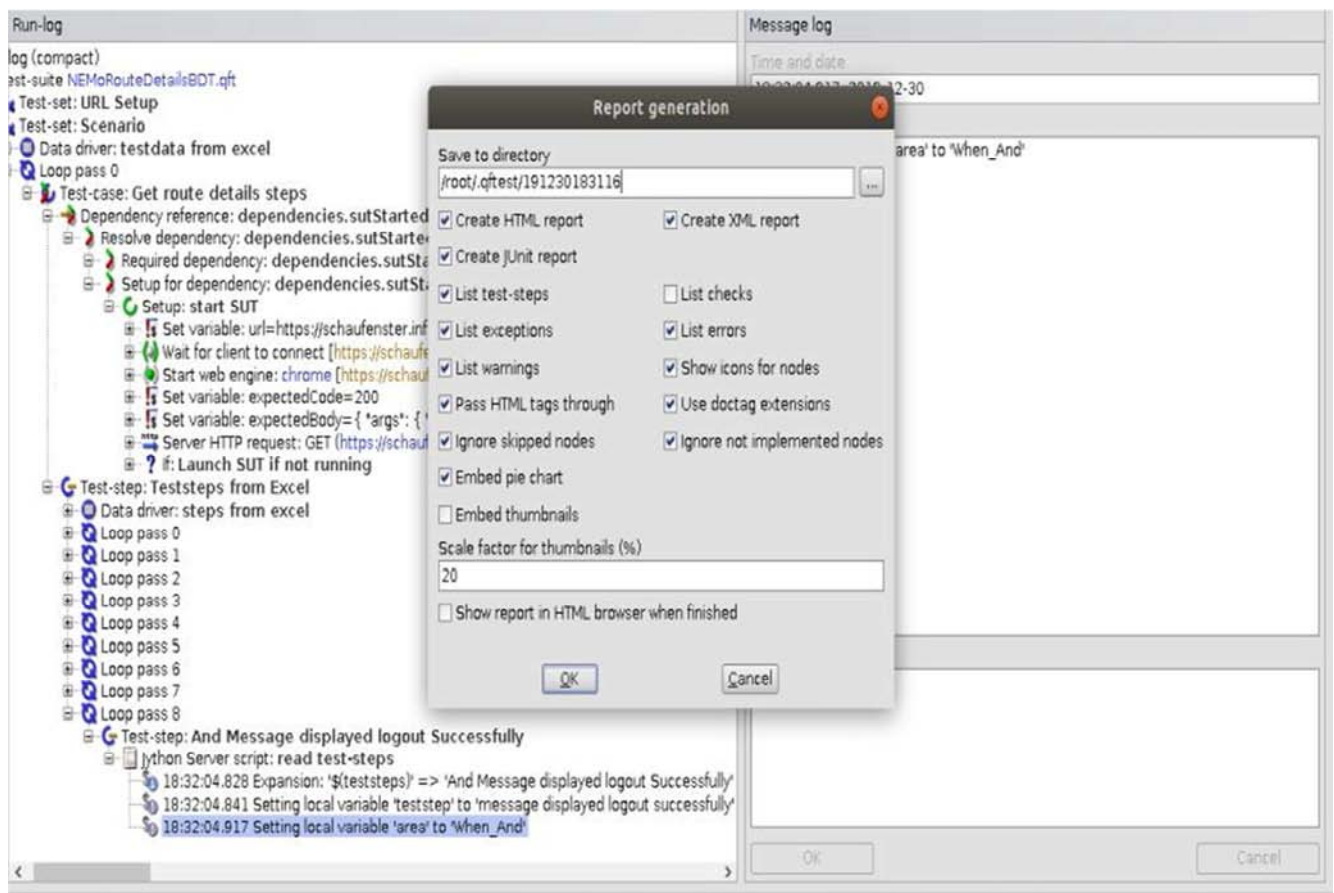 Run-log
log (compact)
est-suite NEMoRouteDetailsBDT.qft
Test-set: URL Setup
Test-set: Scenario
Data driver: testdata from excel
Loop pass 0
Test-case: Get route details steps
Dependency reference: dependencies.sutStarted
Resolve dependency: dependencies.sutStarte
Required dependency: dependencies.sutSta
Setup for dependency: dependencies.sutSta
Setup: start SUT
Set variable: url=https://schaufenster.inf
Wait for client to connect [https://schaufe
Start web engine: chrome [https://schauf
Set variable: expectedCode=200
Set variable: expectedBody={ "args": { "
Server HTTP request: GET (https://schauf
If: Launch SUT if not running
Test-step: Teststeps from Excel
Data driver: steps from excel
Loop pass 0
Loop pass 1
Loop pass 2
Loop pass 3
Loop pass 4
Loop pass 5
Loop pass 6
Loop pass 7
Loop pass 8
Test-step: And Message displayed logout Successfully
Jython Server script: read test-steps
18:32:04.828 Expansion: '$(teststeps)' => 'And Message displayed logout Successfully'
18:32:04.841 Setting local variable 'teststep' to 'message displayed logout successfully'
18:32:04.917 Setting local variable 'area' to 'When_And'
Message log
Time and date
18:32:04.917 2019-12-30
area' to 'When_And'
OK Cancel
Report generation
Save to directory
/root/.qftest/191230183116 ...
Create HTML report Create XML report
Create JUnit report
List test-steps List checks
List exceptions List errors
List warnings Show icons for nodes
Pass HTML tags through Use doctag extensions
Ignore skipped nodes Ignore not implemented nodes
Embed pie chart
Embed thumbnails
Scale factor for thumbnails (%)
20
Show report in HTML browser when finished
OK Cancel